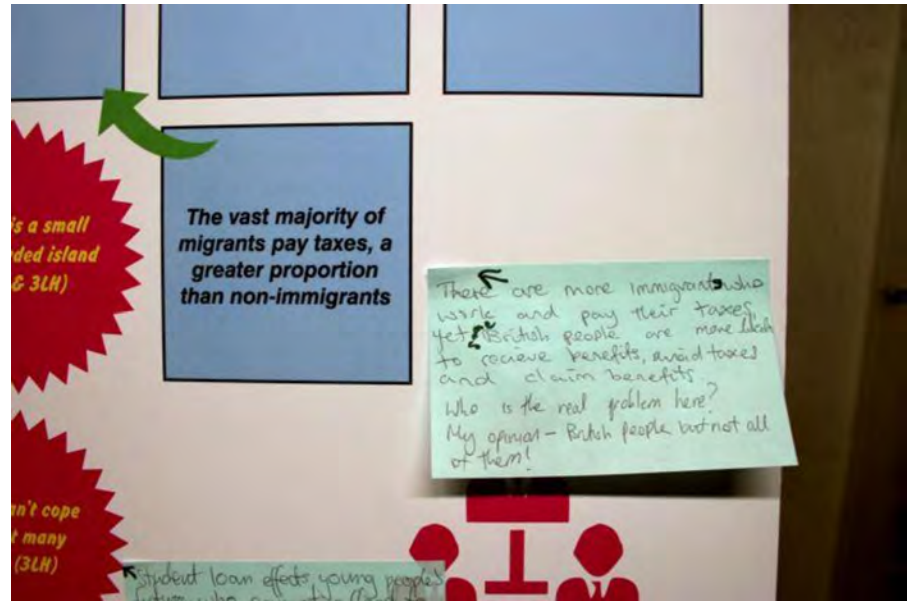 is a small
ded island
& 3LH)
The vast majority of
migrants pay taxes, a
greater proportion
than non-immigrants
There are more Immigrants who
work and pay their taxes,
yet British people are more likely
to recieve benefits, avoid taxes
and claim benefits.
Who is the real problem here?
My opinion - British people but not all
of them!
n't cope
t many
(3LH)
Student loan effects, young people's
future who